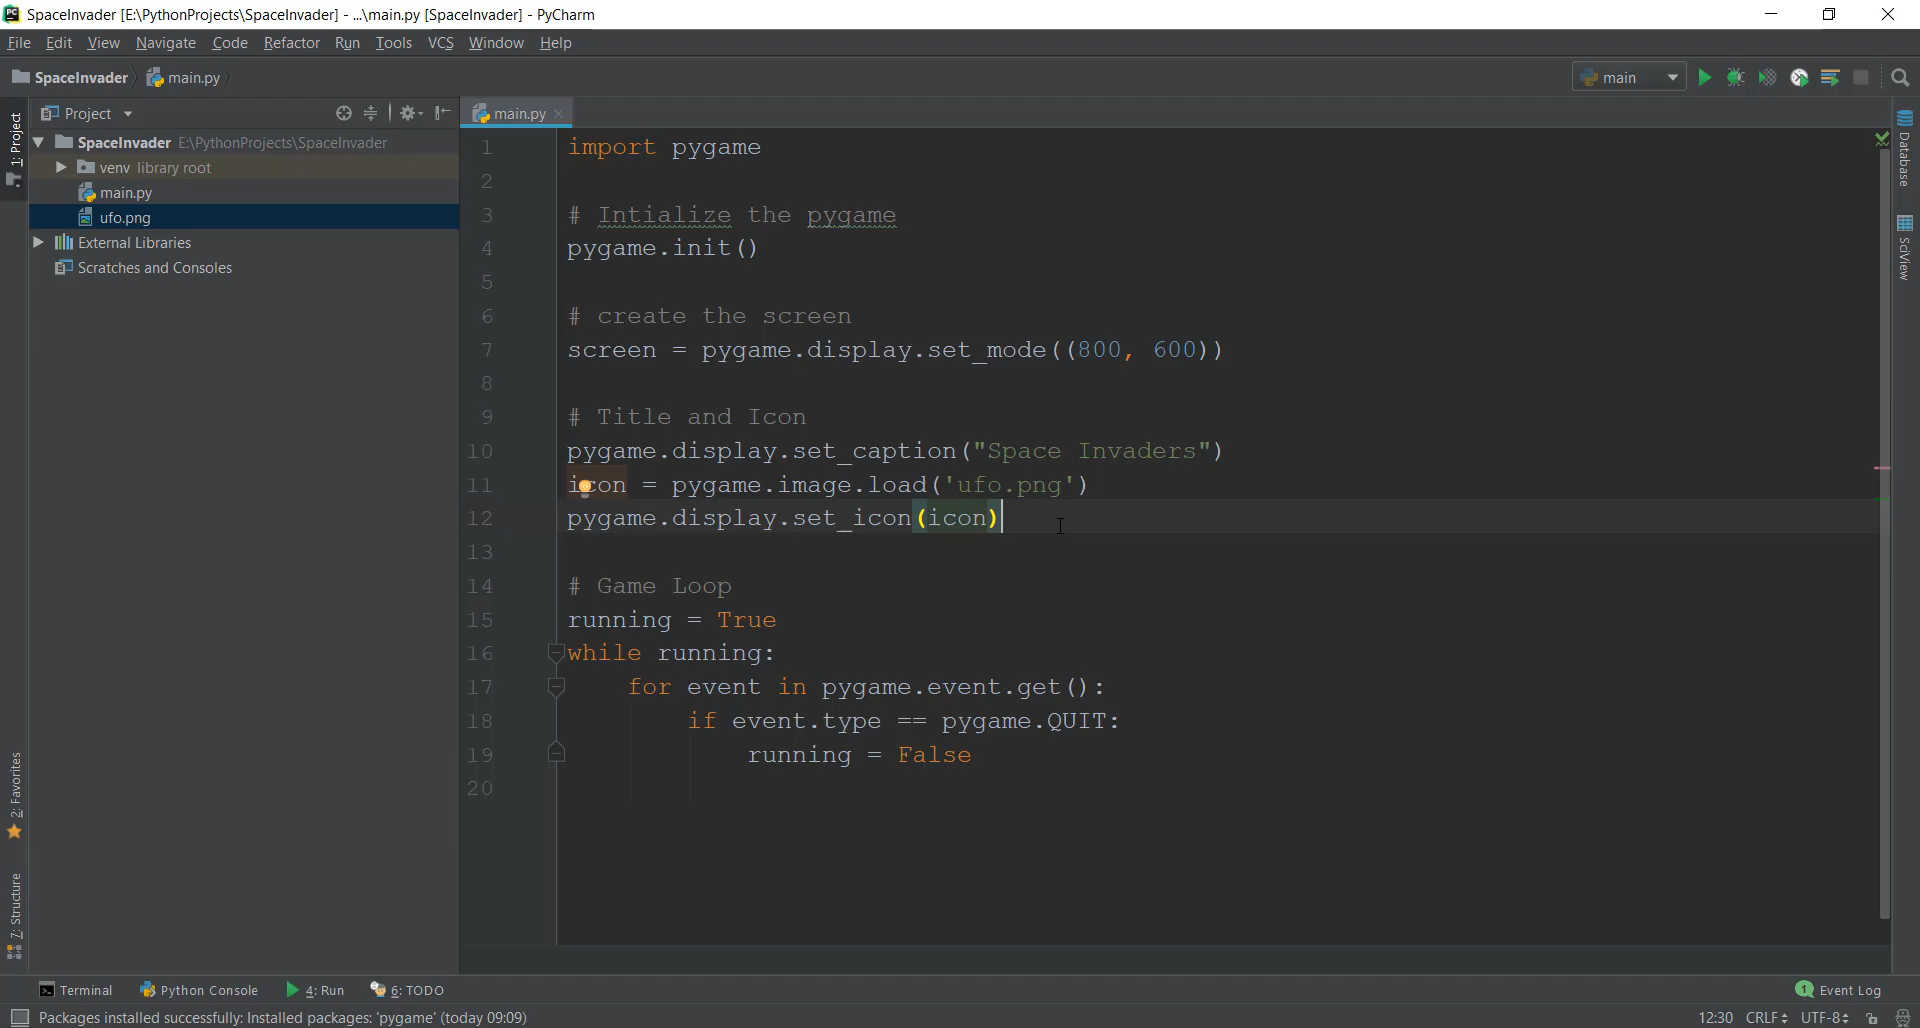 SpaceInvader [E:\PythonProjects\SpaceInvader] - ...\main.py [SpaceInvader] - PyCharm
File Edit View Navigate Code Refactor Run Tools VCS Window Help
SpaceInvader main.py
main
Project
main.py
1: Project
SpaceInvader E:\PythonProjects\SpaceInvader
venv library root
main.py
ufo.png
External Libraries
Scratches and Consoles
2: Favorites
7: Structure
1 import pygame
2
3 # Intialize the pygame
4 pygame.init()
5
6 # create the screen
7 screen = pygame.display.set_mode((800, 600))
8
9 # Title and Icon
10 pygame.display.set_caption("Space Invaders")
11 icon = pygame.image.load('ufo.png')
12 pygame.display.set_icon(icon)
13
14 # Game Loop
15 running = True
16 while running:
17 for event in pygame.event.get():
18 if event.type == pygame.QUIT:
19 running = False
20
Database
SciView
Terminal Python Console 4: Run 6: TODO
1 Event Log
Packages installed successfully: Installed packages: 'pygame' (today 09:09)
12:30 CRLF UTF-8